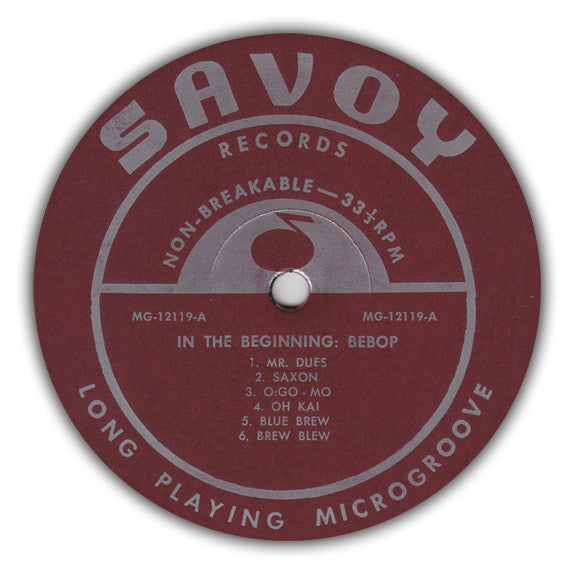 SAVOY
RECORDS
NON-BREAKABLE — 33⅓ RPM
MG-12119-A
MG-12119-A
IN THE BEGINNING: BEBOP
1. MR. DUES
2. SAXON
3. O:GO - MO
4. OH KAI
5. BLUE BREW
6. BREW BLEW
LONG PLAYING MICROGROOVE